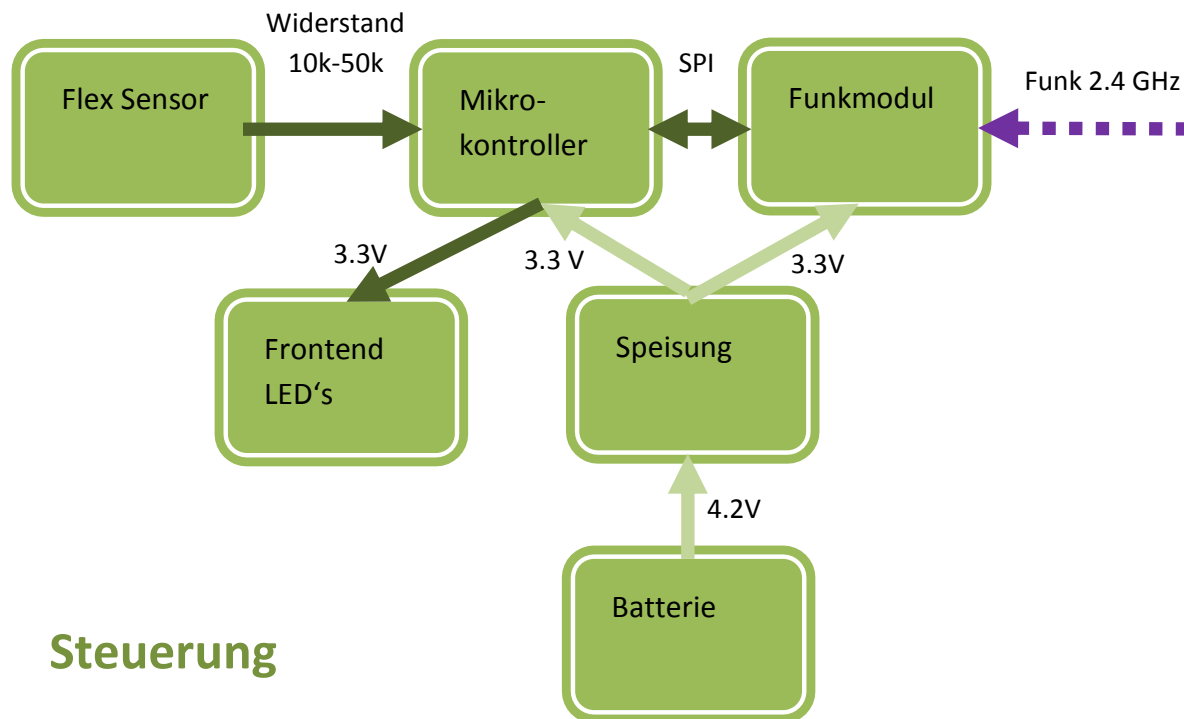 Widerstand
10k-50k
SPI
Funk 2.4 GHz
Flex Sensor
Mikro-
kontroller
Funkmodul
3.3V
3.3 V
3.3V
Frontend
LED‘s
Speisung
4.2V
Batterie
Steuerung